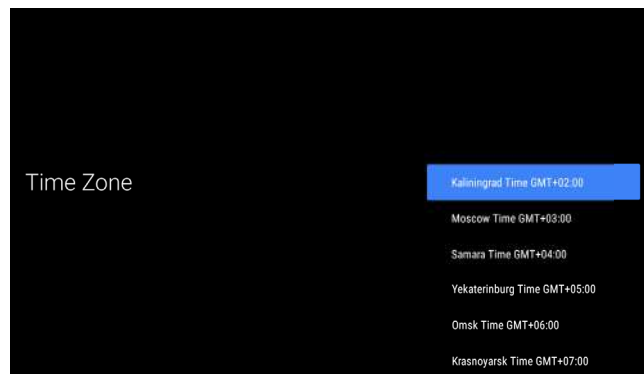 Time Zone
Kaliningrad Time GMT+02:00
Moscow Time GMT+03:00
Samara Time GMT+04:00
Yekaterinburg Time GMT+05:00
Omsk Time GMT+06:00
Krasnoyarsk Time GMT+07:00